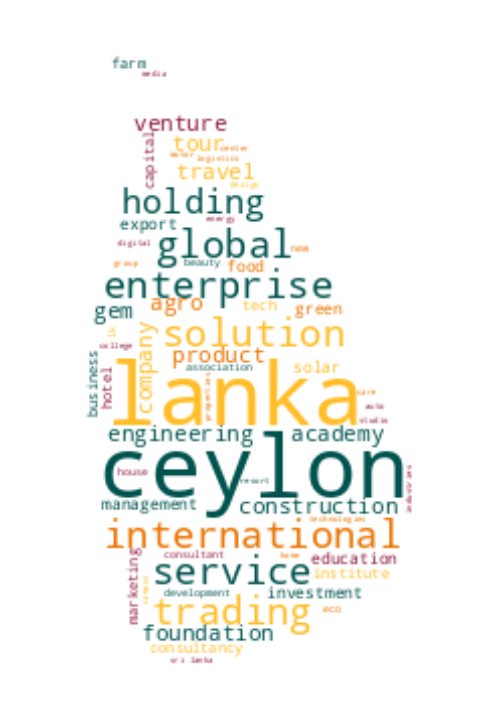 farm
media
venture
capital
tour
center
motor
logistics
travel
design
holding
energy
export
digital
global
new
group
beauty
food
enterprise
agro
tech
green
gem
lk
college
company
solution
product
business
hotel
association
solar
properties
lanka
care
auto
studio
engineering
academy
ceylon
house
resort
industries
management
construction
technologies
international
marketing
consultant
home
education
service
institute
campus
development
investment
trading
eco
foundation
consultancy
sri lanka